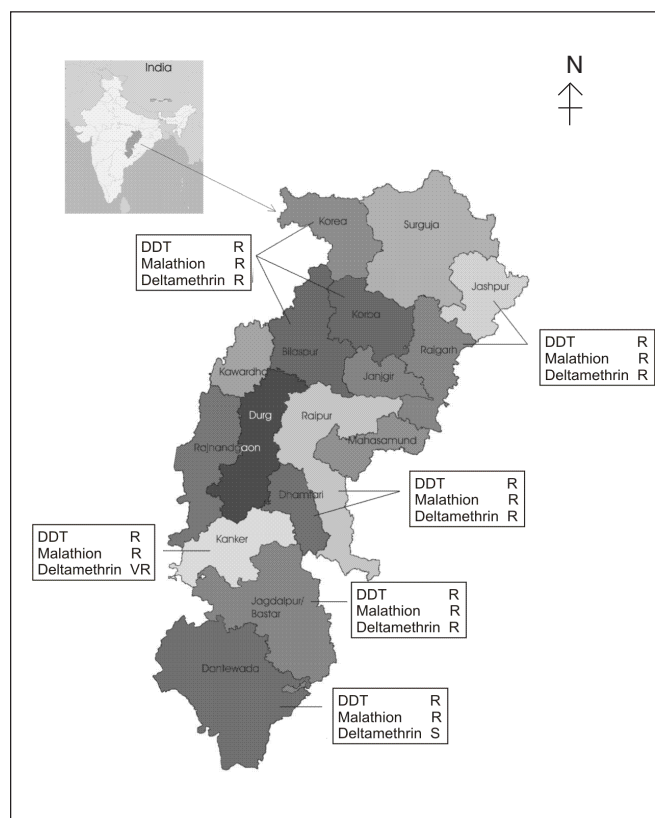 India
N
Korea
Surguja
DDT R
Malathion R
Deltamethrin R
Jashpur
Koroa
Raigarh
DDT R
Malathion R
Deltamethrin R
Bilaspur
Janjgir
Kawardha
Durg
Raipur
Mahasamund
Rajnandgaon
DDT R
Malathion R
Deltamethrin R
Dhamtari
DDT R
Malathion R
Deltamethrin VR
Kanker
DDT R
Malathion R
Deltamethrin R
Jagdalpur/
Bastar
Dantewada
DDT R
Malathion R
Deltamethrin S